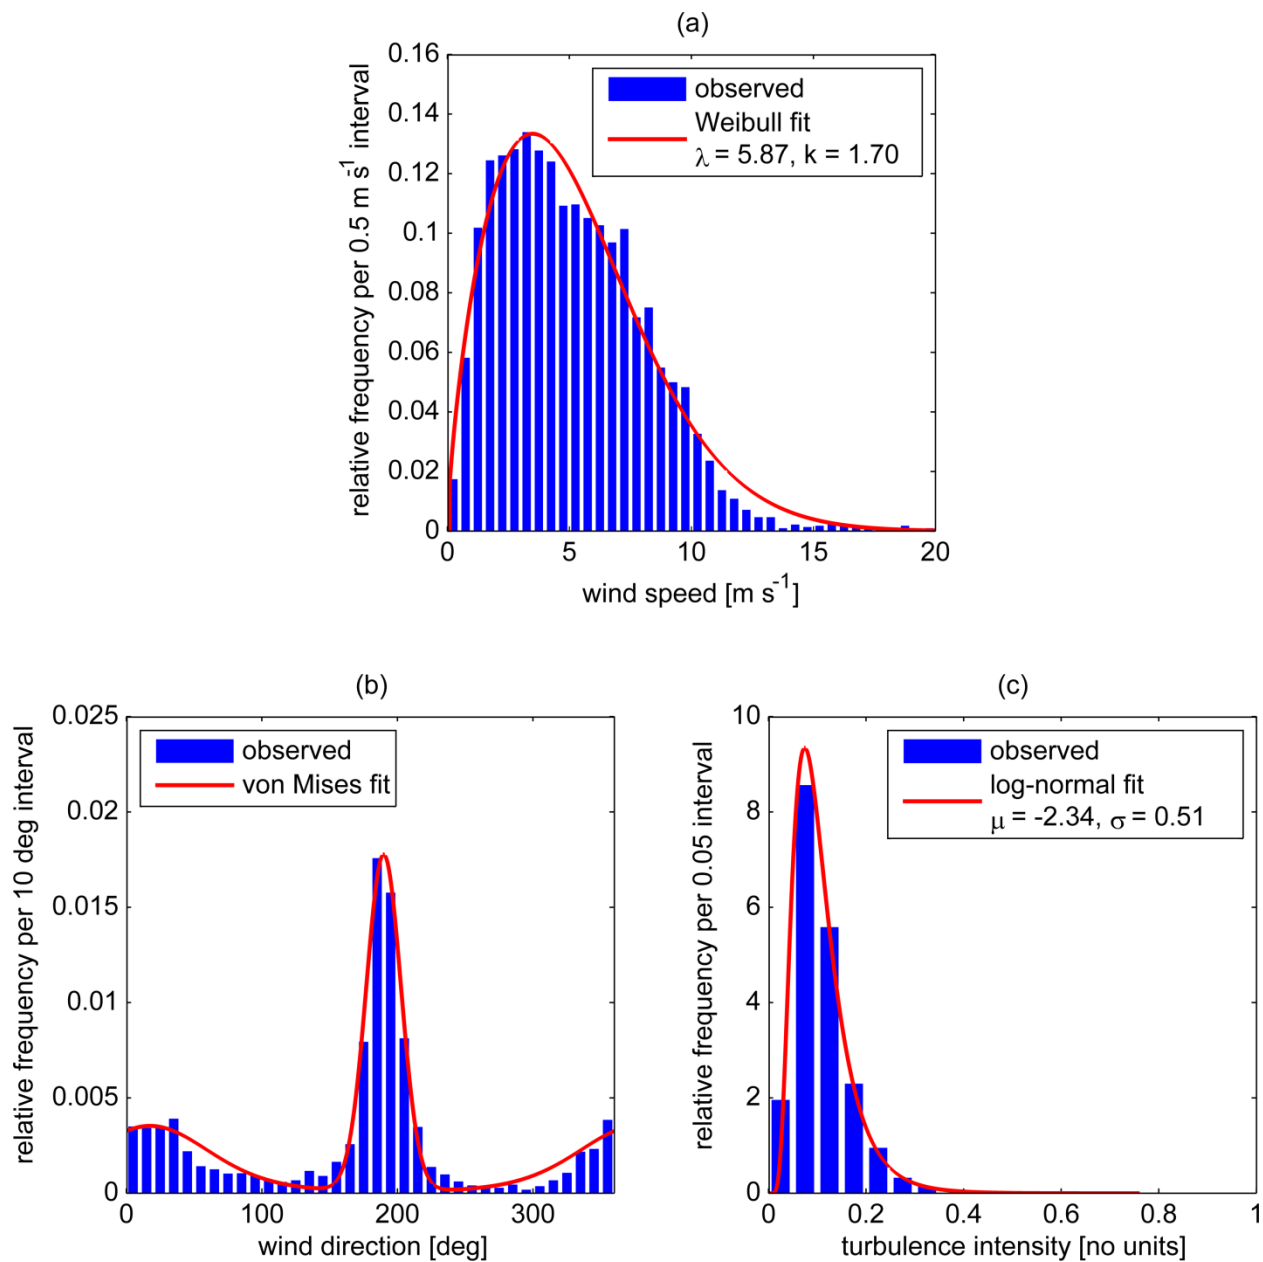 (a)
relative frequency per 0.5 m s⁻¹ interval
0.16
0.14
0.12
0.1
0.08
0.06
0.04
0.02
0
observed
Weibull fit
λ = 5.87, k = 1.70
0 5 10 15 20
wind speed [m s⁻¹]
(b)
relative frequency per 10 deg interval
0.025
0.02
0.015
0.01
0.005
0
observed
von Mises fit
0 100 200 300
wind direction [deg]
(c)
relative frequency per 0.05 interval
10
8
6
4
2
0
observed
log-normal fit
μ = -2.34, σ = 0.51
0 0.2 0.4 0.6 0.8 1
turbulence intensity [no units]